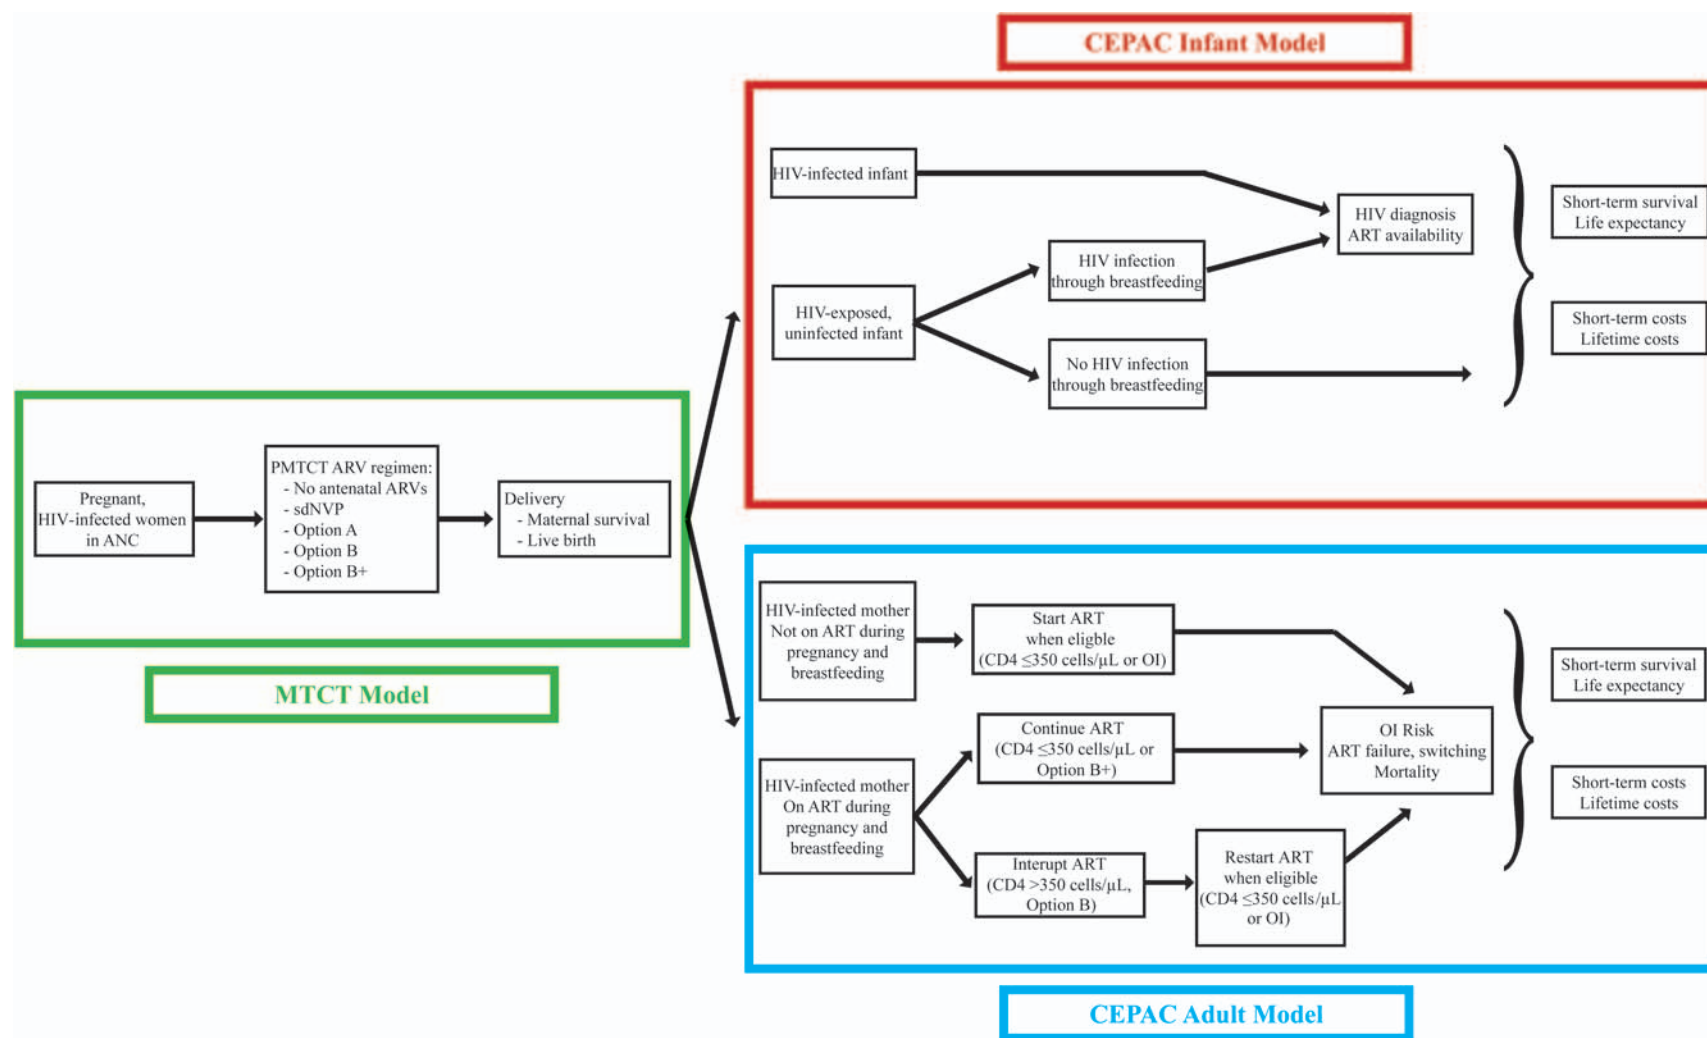 CEPAC Infant Model
HIV-infected infant
HIV-exposed,
uninfected infant
HIV infection
through breastfeeding
No HIV infection
through breastfeeding
HIV diagnosis
ART availability
Short-term survival
Life expectancy
Short-term costs
Lifetime costs
Pregnant,
HIV-infected women
in ANC
PMTCT ARV regimen:
- No antenatal ARVs
- sdNVP
- Option A
- Option B
- Option B+
Delivery
- Maternal survival
- Live birth
MTCT Model
HIV-infected mother
Not on ART during
pregnancy and
breastfeeding
Start ART
when eligble
(CD4 ≤350 cells/µL or OI)
HIV-infected mother
On ART during
pregnancy and
breastfeeding
Continue ART
(CD4 ≤350 cells/µL or
Option B+)
Interupt ART
(CD4 >350 cells/µL,
Option B)
Restart ART
when eligible
(CD4 ≤350 cells/µL
or OI)
OI Risk
ART failure, switching
Mortality
Short-term survival
Life expectancy
Short-term costs
Lifetime costs
CEPAC Adult Model